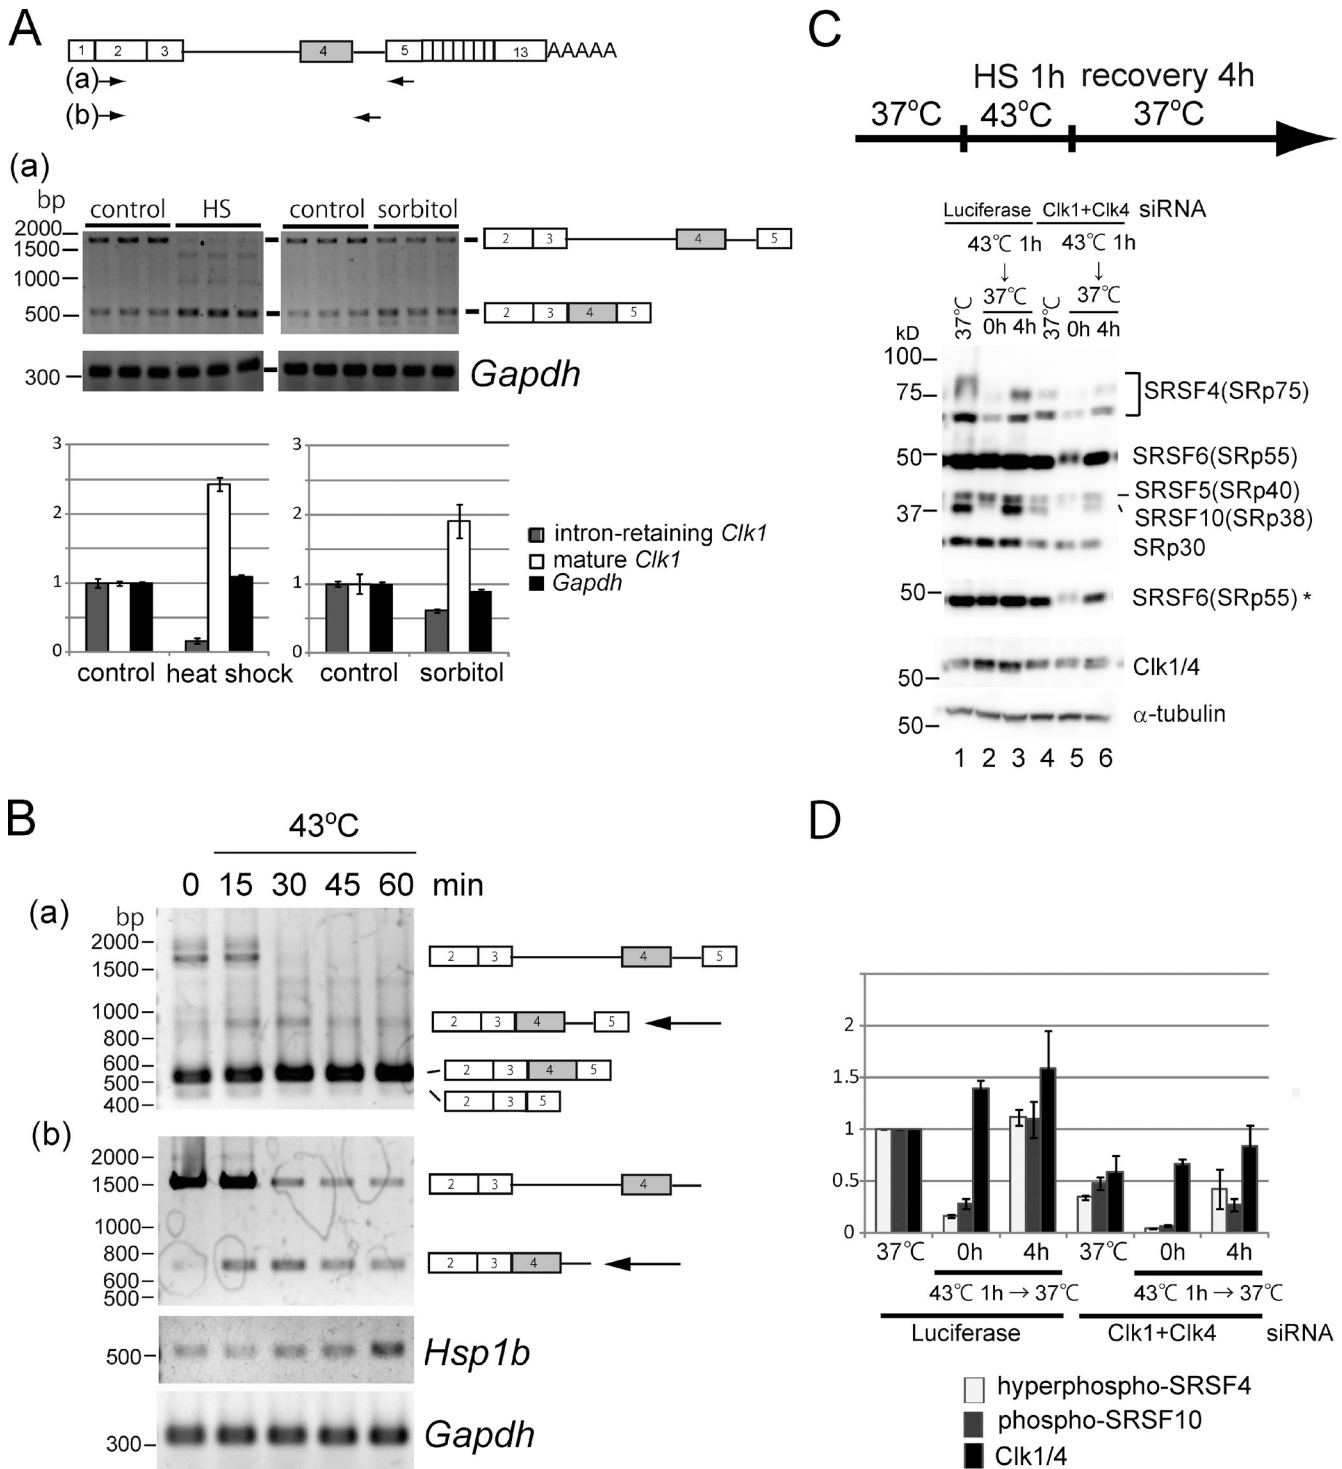 A
1 2 3 4 5 13 AAAAA
(a)
(b)
(a)
bp
control HS control sorbitol
2000
1500
1000
500
300
2 3 4 5
2 3 4 5
Gapdh
3
2
1
0
control heat shock
3
2
1
0
control sorbitol
intron-retaining Clk1
mature Clk1
Gapdh
B
43ºC
0 15 30 45 60 min
(a)
bp
2000
1500
1000
800
600
500
400
2 3 4 5
2 3 4 5
2 3 4 5
2 3 5
(b)
2000
1500
1000
800
600
500
2 3 4
2 3 4
500
Hsp1b
300
Gapdh
C
HS 1h recovery 4h
37ºC 43ºC 37ºC
Luciferase Clk1+Clk4 siRNA
43℃ 1h 43℃ 1h
↓ ↓
37℃ 37℃ 37℃ 37℃
0h 4h 0h 4h
kD
100
75
50
37
50
50
50
SRSF4(SRp75)
SRSF6(SRp55)
SRSF5(SRp40)
SRSF10(SRp38)
SRp30
SRSF6(SRp55) *
Clk1/4
α-tubulin
1 2 3 4 5 6
D
2
1.5
1
0.5
0
37℃ 0h 4h 37℃ 0h 4h
43℃ 1h → 37℃ 43℃ 1h → 37℃
Luciferase Clk1+Clk4 siRNA
hyperphospho-SRSF4
phospho-SRSF10
Clk1/4